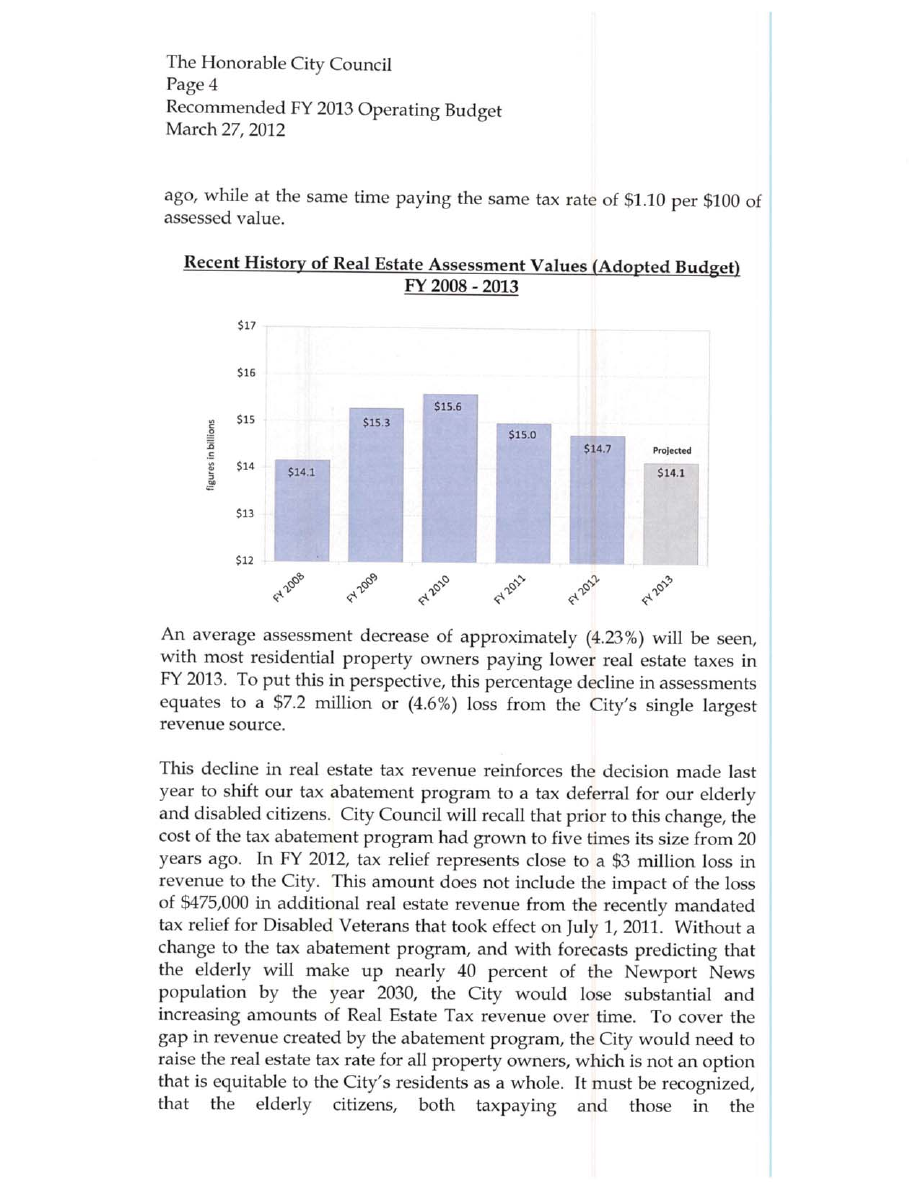 The Honorable City Council
Page 4
Recommended FY 2013 Operating Budget
March 27, 2012
ago, while at the same time paying the same tax rate of $1.10 per $100 of
assessed value.
Recent History of Real Estate Assessment Values (Adopted Budget)
FY 2008 - 2013
$17
$16
$15
$14
$13
$12
figures in billions
$14.1
$15.3
$15.6
$15.0
$14.7
Projected
$14.1
FY 2008
FY 2009
FY 2010
FY 2011
FY 2012
FY 2013
An average assessment decrease of approximately (4.23%) will be seen,
with most residential property owners paying lower real estate taxes in
FY 2013. To put this in perspective, this percentage decline in assessments
equates to a $7.2 million or (4.6%) loss from the City's single largest
revenue source.
This decline in real estate tax revenue reinforces the decision made last
year to shift our tax abatement program to a tax deferral for our elderly
and disabled citizens. City Council will recall that prior to this change, the
cost of the tax abatement program had grown to five times its size from 20
years ago. In FY 2012, tax relief represents close to a $3 million loss in
revenue to the City. This amount does not include the impact of the loss
of $475,000 in additional real estate revenue from the recently mandated
tax relief for Disabled Veterans that took effect on July 1, 2011. Without a
change to the tax abatement program, and with forecasts predicting that
the elderly will make up nearly 40 percent of the Newport News
population by the year 2030, the City would lose substantial and
increasing amounts of Real Estate Tax revenue over time. To cover the
gap in revenue created by the abatement program, the City would need to
raise the real estate tax rate for all property owners, which is not an option
that is equitable to the City's residents as a whole. It must be recognized,
that the elderly citizens, both taxpaying and those in the